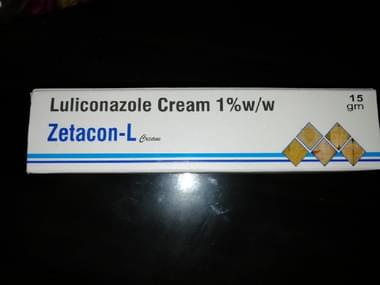 Luliconazole Cream 1%w/w
15
gm
Zetacon-L Cream